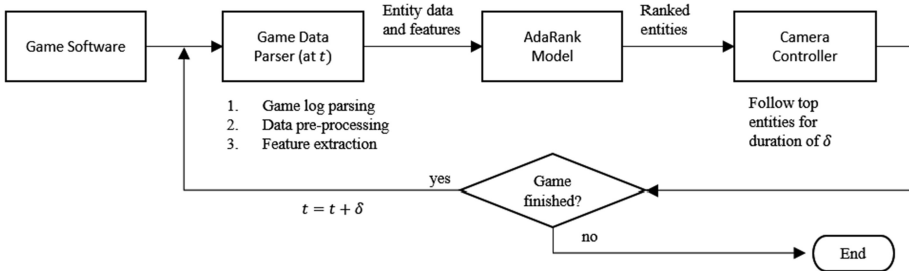 Game Software
Game Data
Parser (at t)
Entity data
and features
AdaRank
Model
Ranked
entities
Camera
Controller
1. Game log parsing
2. Data pre-processing
3. Feature extraction
Follow top
entities for
duration of δ
yes
Game
finished?
t = t + δ
no
End